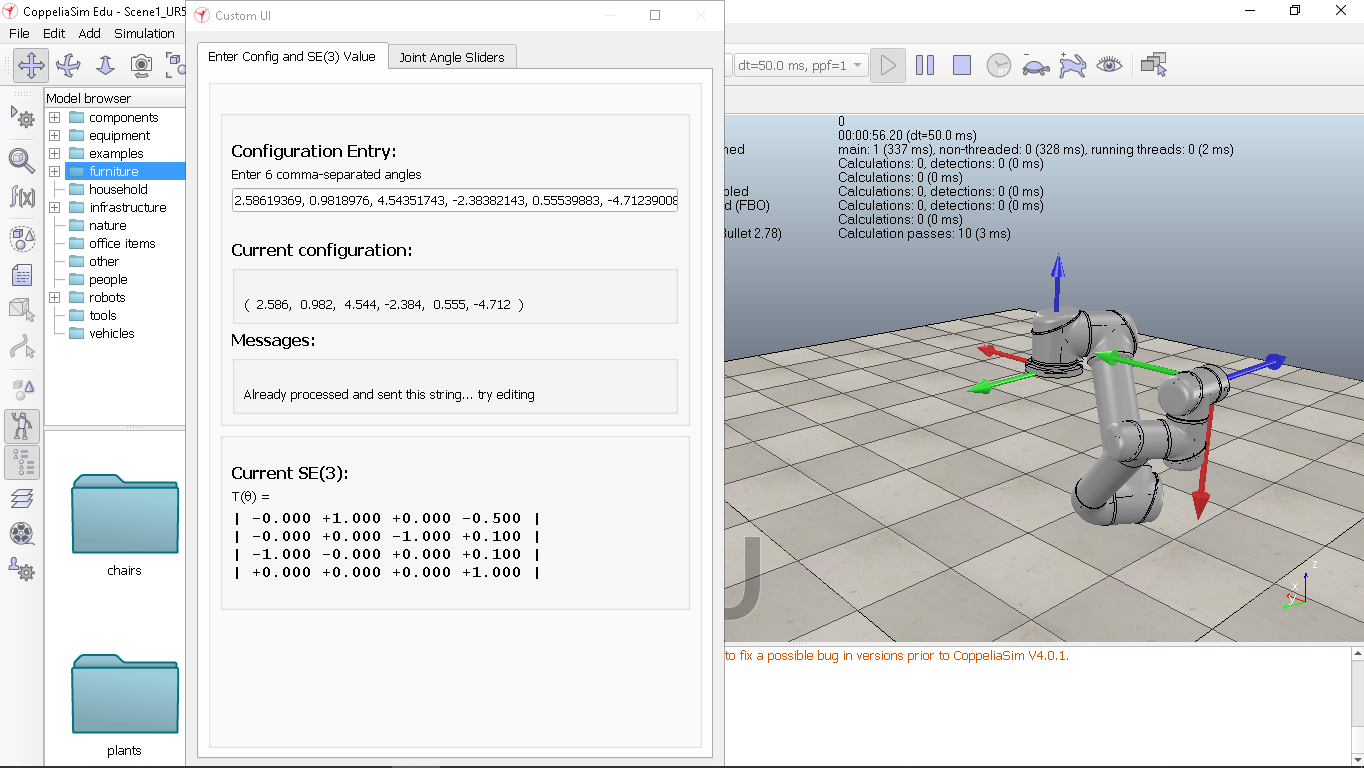 CoppeliaSim Edu - Scene1_UR5
File Edit Add Simulation
dt=50.0 ms, ppf=1
Model browser
components
equipment
examples
furniture
household
infrastructure
nature
office items
other
people
robots
tools
vehicles
chairs
plants
Custom UI
Enter Config and SE(3) Value
Joint Angle Sliders
Configuration Entry:
Enter 6 comma-separated angles
2.58619369, 0.9818976, 4.54351743, -2.38382143, 0.55539883, -4.71239008
Current configuration:
( 2.586, 0.982, 4.544, -2.384, 0.555, -4.712 )
Messages:
Already processed and sent this string... try editing
Current SE(3):
T(θ) =
| -0.000 +1.000 +0.000 -0.500 |
| -0.000 +0.000 -1.000 +0.100 |
| -1.000 -0.000 +0.000 +0.100 |
| +0.000 +0.000 +0.000 +1.000 |
0
00:00:56.20 (dt=50.0 ms)
main: 1 (337 ms), non-threaded: 0 (328 ms), running threads: 0 (2 ms)
Calculations: 0, detections: 0 (0 ms)
Calculations: 0 (0 ms)
Calculations: 0, detections: 0 (0 ms)
(FBO) Calculations: 0, detections: 0 (0 ms)
Calculations: 0 (0 ms)
Bullet 2.78) Calculation passes: 10 (3 ms)
U
z
x
y
to fix a possible bug in versions prior to CoppeliaSim V4.0.1.